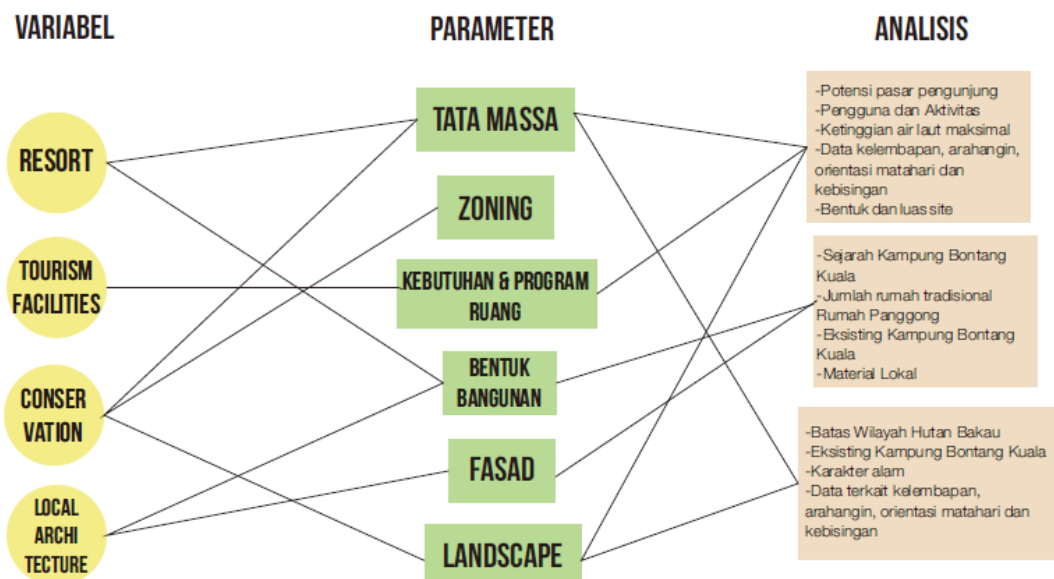 VARIABEL
PARAMETER
ANALISIS
RESORT
TOURISM
FACILITIES
CONSER
VATION
LOCAL
ARCHI
TECTURE
TATA MASSA
ZONING
KEBUTUHAN & PROGRAM
RUANG
BENTUK
BANGUNAN
FASAD
LANDSCAPE
-Potensi pasar pengunjung
-Pengguna dan Aktivitas
-Ketinggian air laut maksimal
-Data kelembapan, arahangin,
orientasi matahari dan
kebisingan
-Bentuk dan luas site
-Sejarah Kampung Bontang
Kuala
-Jumlah rumah tradisional
Rumah Panggong
-Eksisting Kampung Bontang
Kuala
-Material Lokal
-Batas Wilayah Hutan Bakau
-Eksisting Kampung Bontang Kuala
-Karakter alam
-Data terkait kelembapan,
arahangin, orientasi matahari dan
kebisingan